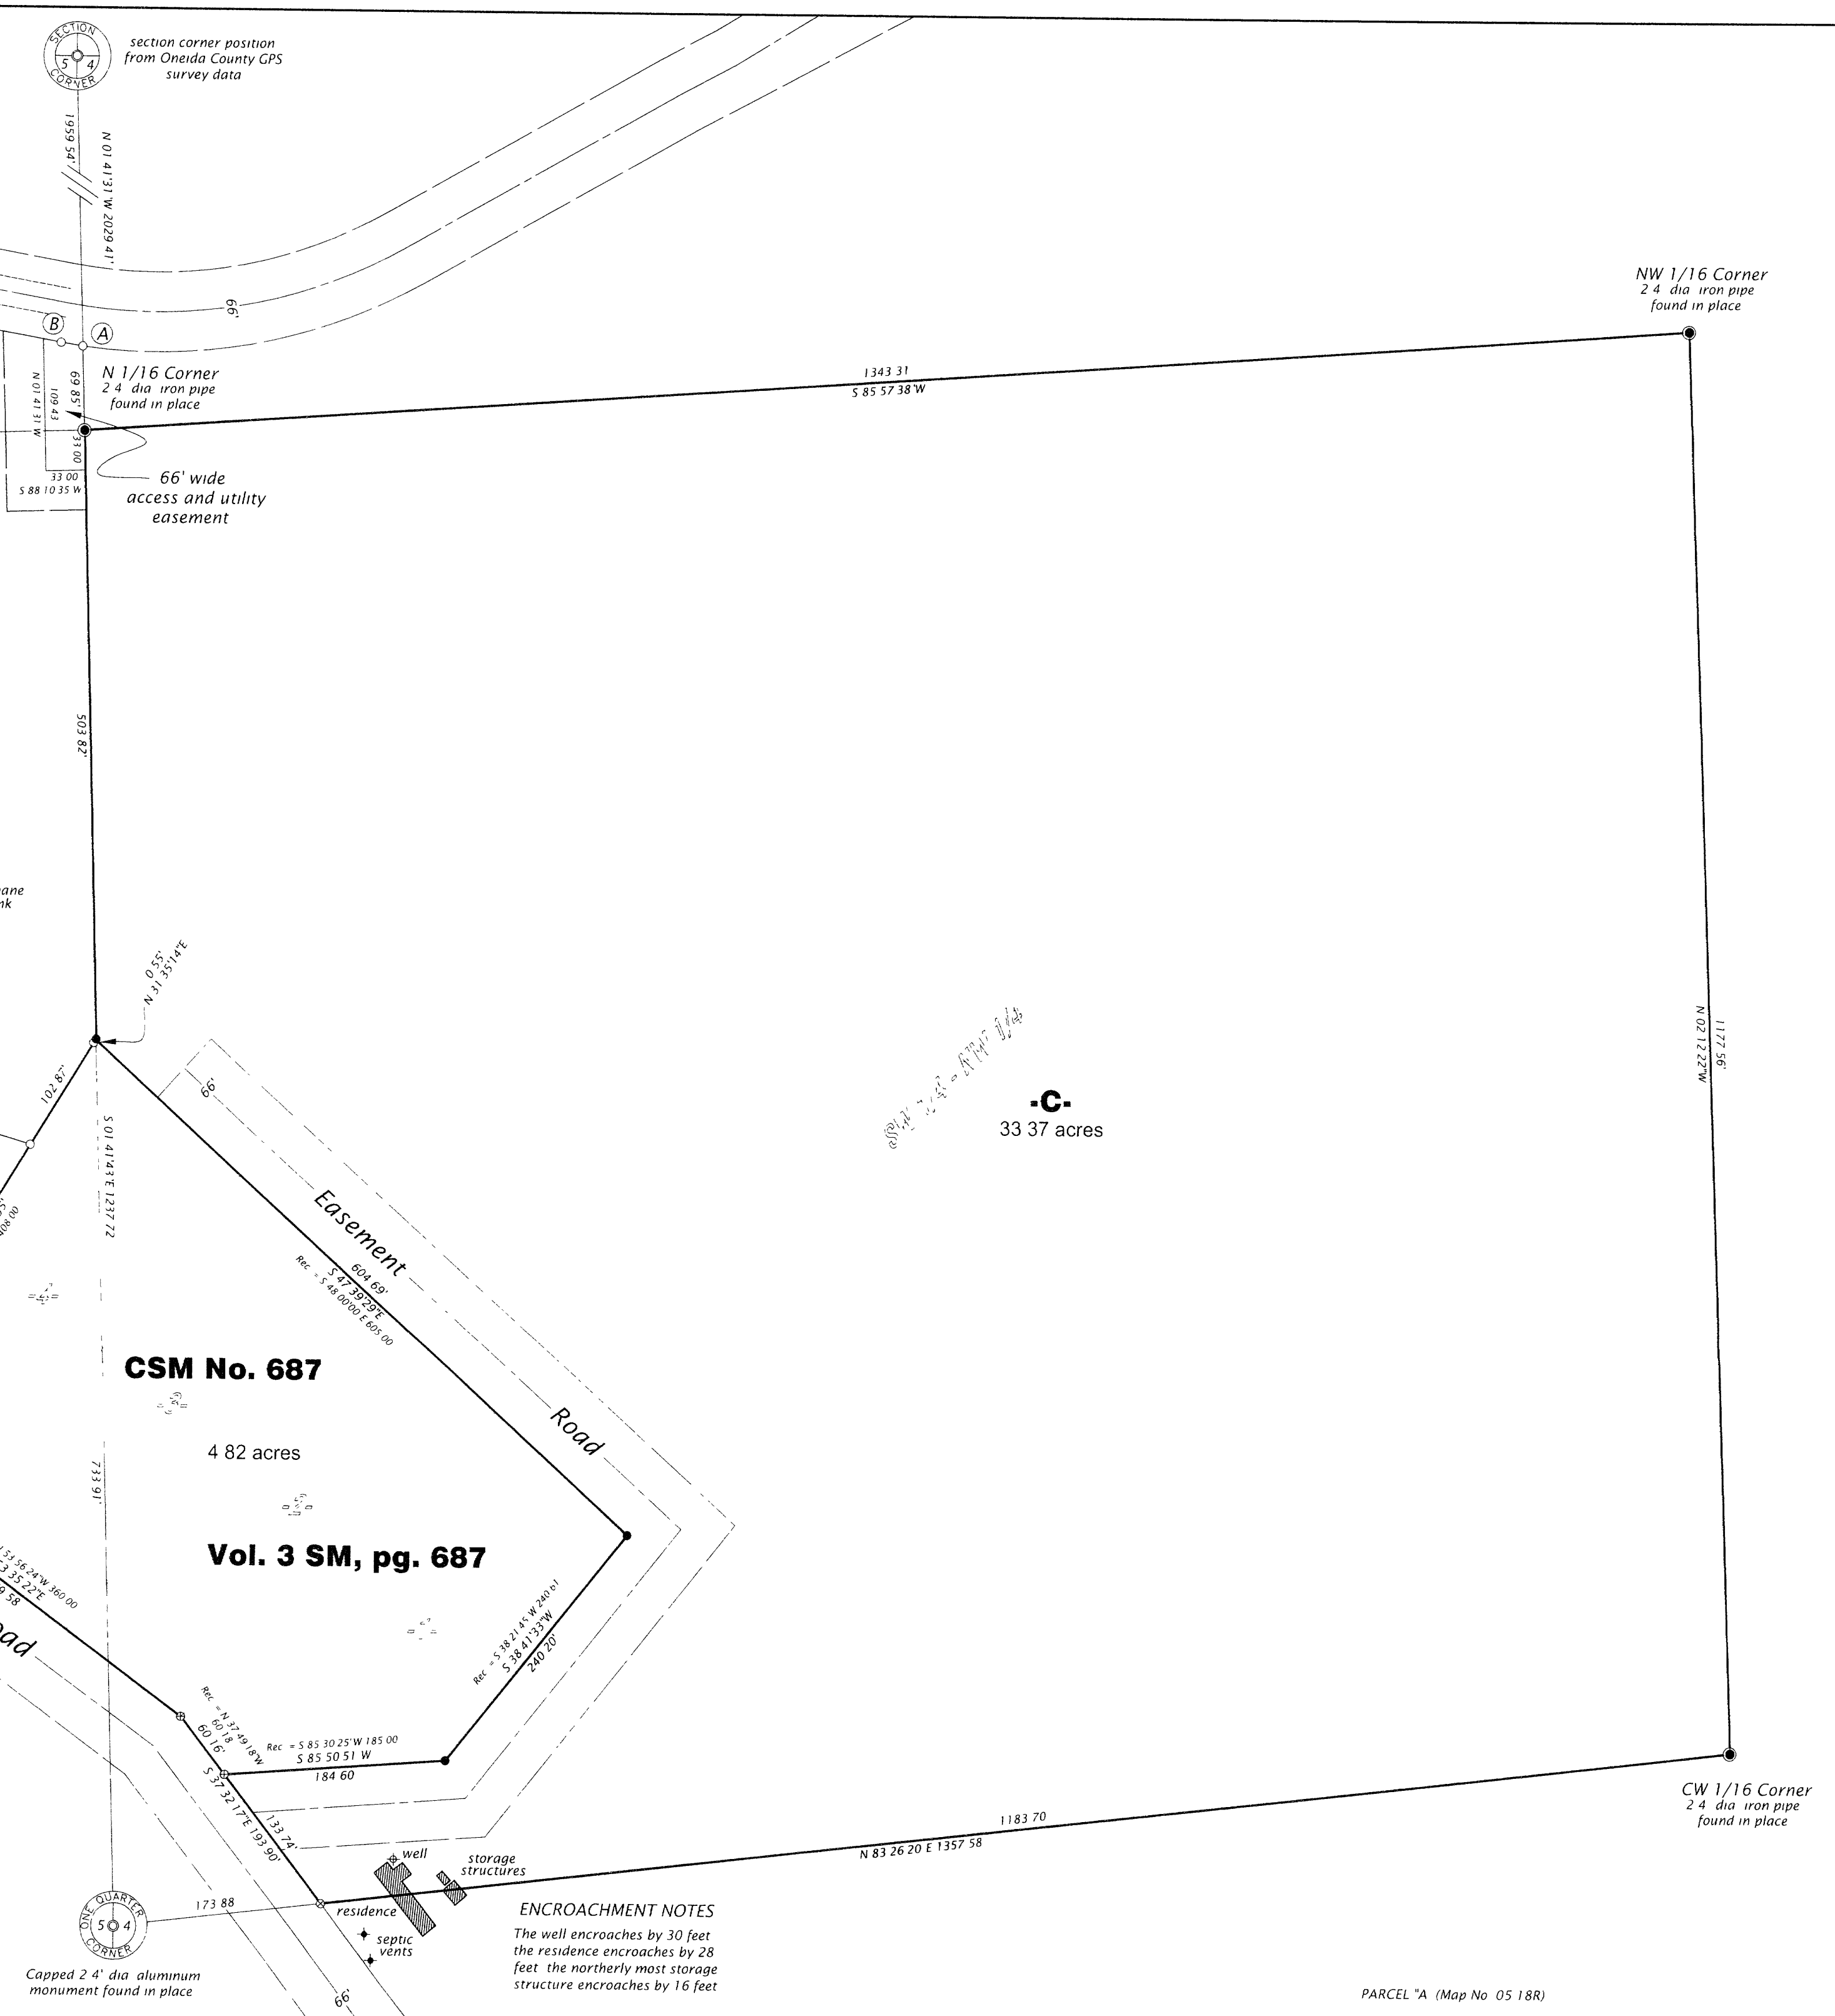 SECTION
5 4
CORNER
section corner position
from Oneida County GPS
survey data
1959 54'
N 01 41'31"W 2029 41'
66'
B
A
NW 1/16 Corner
2 4 dia iron pipe
found in place
N 1/16 Corner
2 4 dia iron pipe
found in place
69 85'
109 43
N 01 41 31 W
33 00
33 00
S 88 10 35 W
66' wide
access and utility
easement
1343 31
S 85 57 38"W
503 82'
0 55'
N 31 35'14"E
102 87'
S 01 41'43"E 1237 72
66'
Easement
Road
604 69'
S 47 39'29"E
Rec = S 48 00'00 E 605 00
N 02 12 22"W
1177 56'
-C-
33 37 acres
CSM No. 687
4 82 acres
733 91'
Vol. 3 SM, pg. 687
53 56 24"W 360 00
35 22"E
58
Rec = S 38 21 45 W 240 61
S 38 41'33"W
240 20'
Rec = N 37 49 18"W
60 18
60 16'
Rec = S 85 30 25'W 185 00
S 85 50 51 W
184 60
S 37 32 17"E 193 90'
133 74'
1183 70
N 83 26 20 E 1357 58
CW 1/16 Corner
2 4 dia iron pipe
found in place
well
storage
structures
residence
septic
vents
173 88
ONE QUARTER
5 4
CORNER
Capped 2 4' dia aluminum
monument found in place
66'
ENCROACHMENT NOTES
The well encroaches by 30 feet
the residence encroaches by 28
feet the northerly most storage
structure encroaches by 16 feet
PARCEL "A (Map No 05 18R)